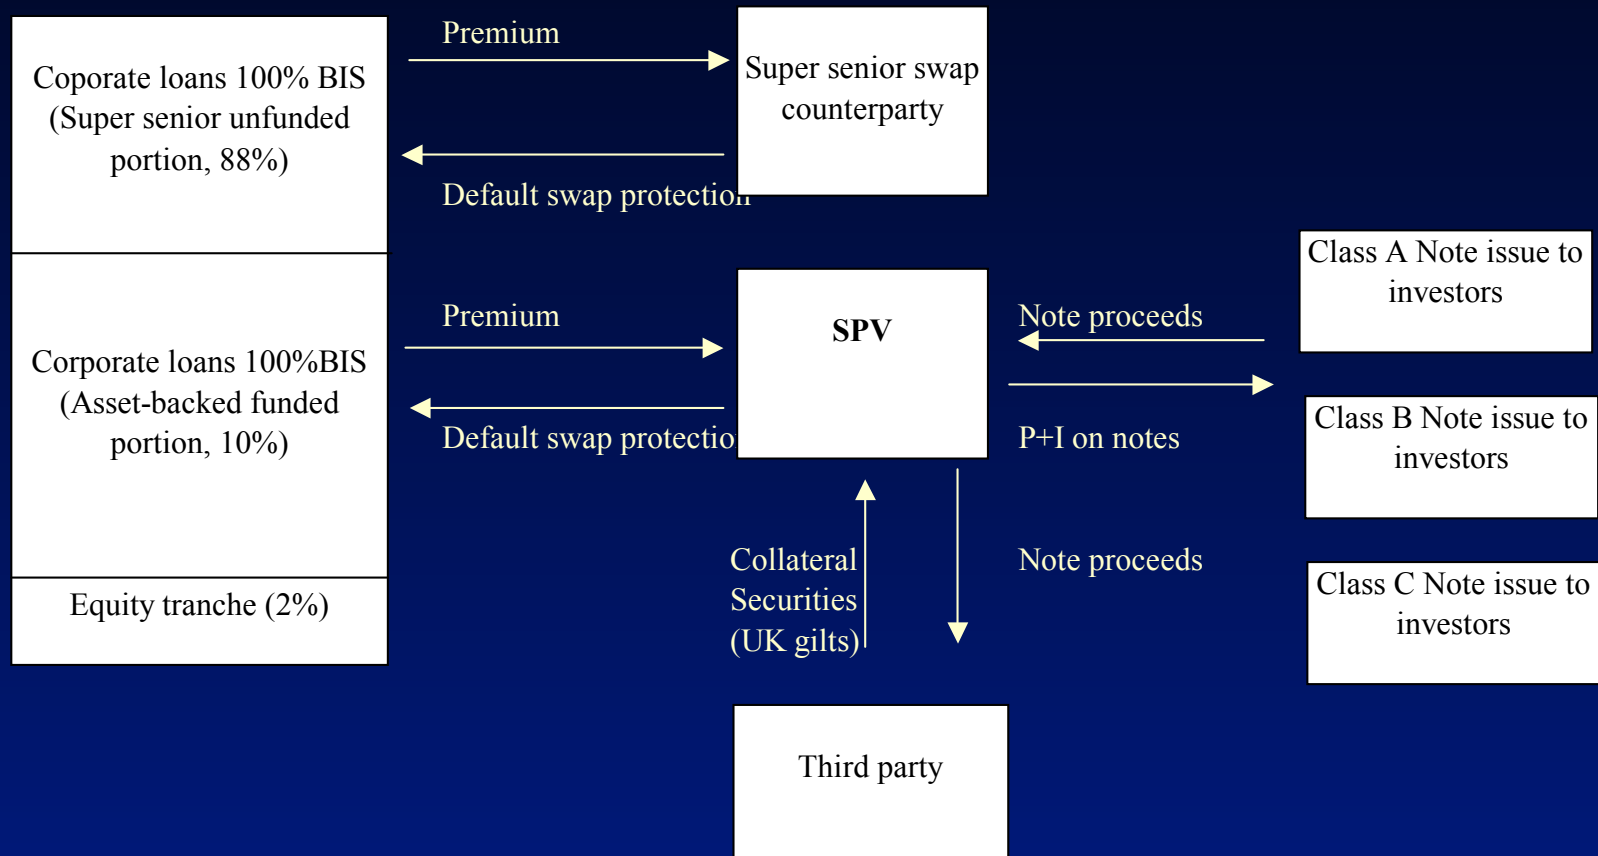 Coporate loans 100% BIS
(Super senior unfunded
portion, 88%)
Premium
Default swap protection
Super senior swap
counterparty
Corporate loans 100%BIS
(Asset-backed funded
portion, 10%)
Premium
Default swap protectio
SPV
Note proceeds
P+I on notes
Class A Note issue to
investors
Class B Note issue to
investors
Class C Note issue to
investors
Equity tranche (2%)
Collateral
Securities
(UK gilts)
Note proceeds
Third party